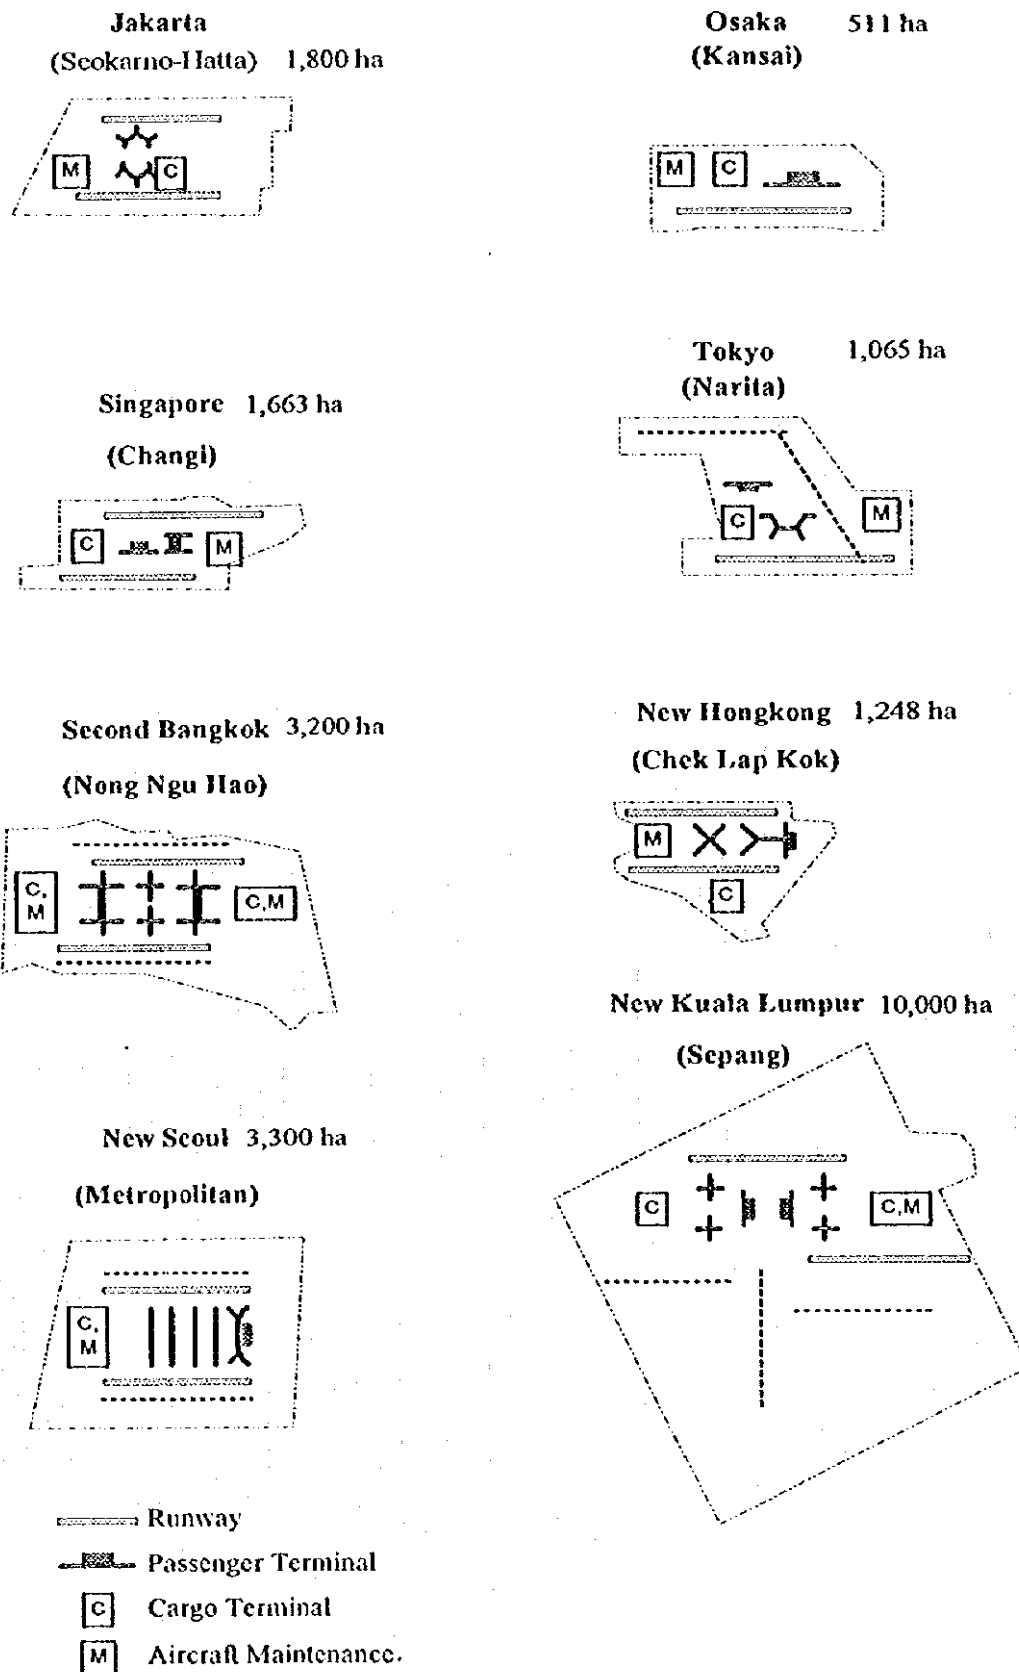 Jakarta
(Seokarno-Hatta) 1,800 ha
M
C
Osaka 511 ha
(Kansai)
M C
Singapore 1,663 ha
(Changi)
C M
Tokyo 1,065 ha
(Narita)
C M
Second Bangkok 3,200 ha
(Nong Ngu Hao)
C,
M
C,M
New Hongkong 1,248 ha
(Chek Lap Kok)
M
C
New Kuala Lumpur 10,000 ha
(Sepang)
C C,M
New Seoul 3,300 ha
(Metropolitan)
C,
M
Runway
Passenger Terminal
C Cargo Terminal
M Aircraft Maintenance.